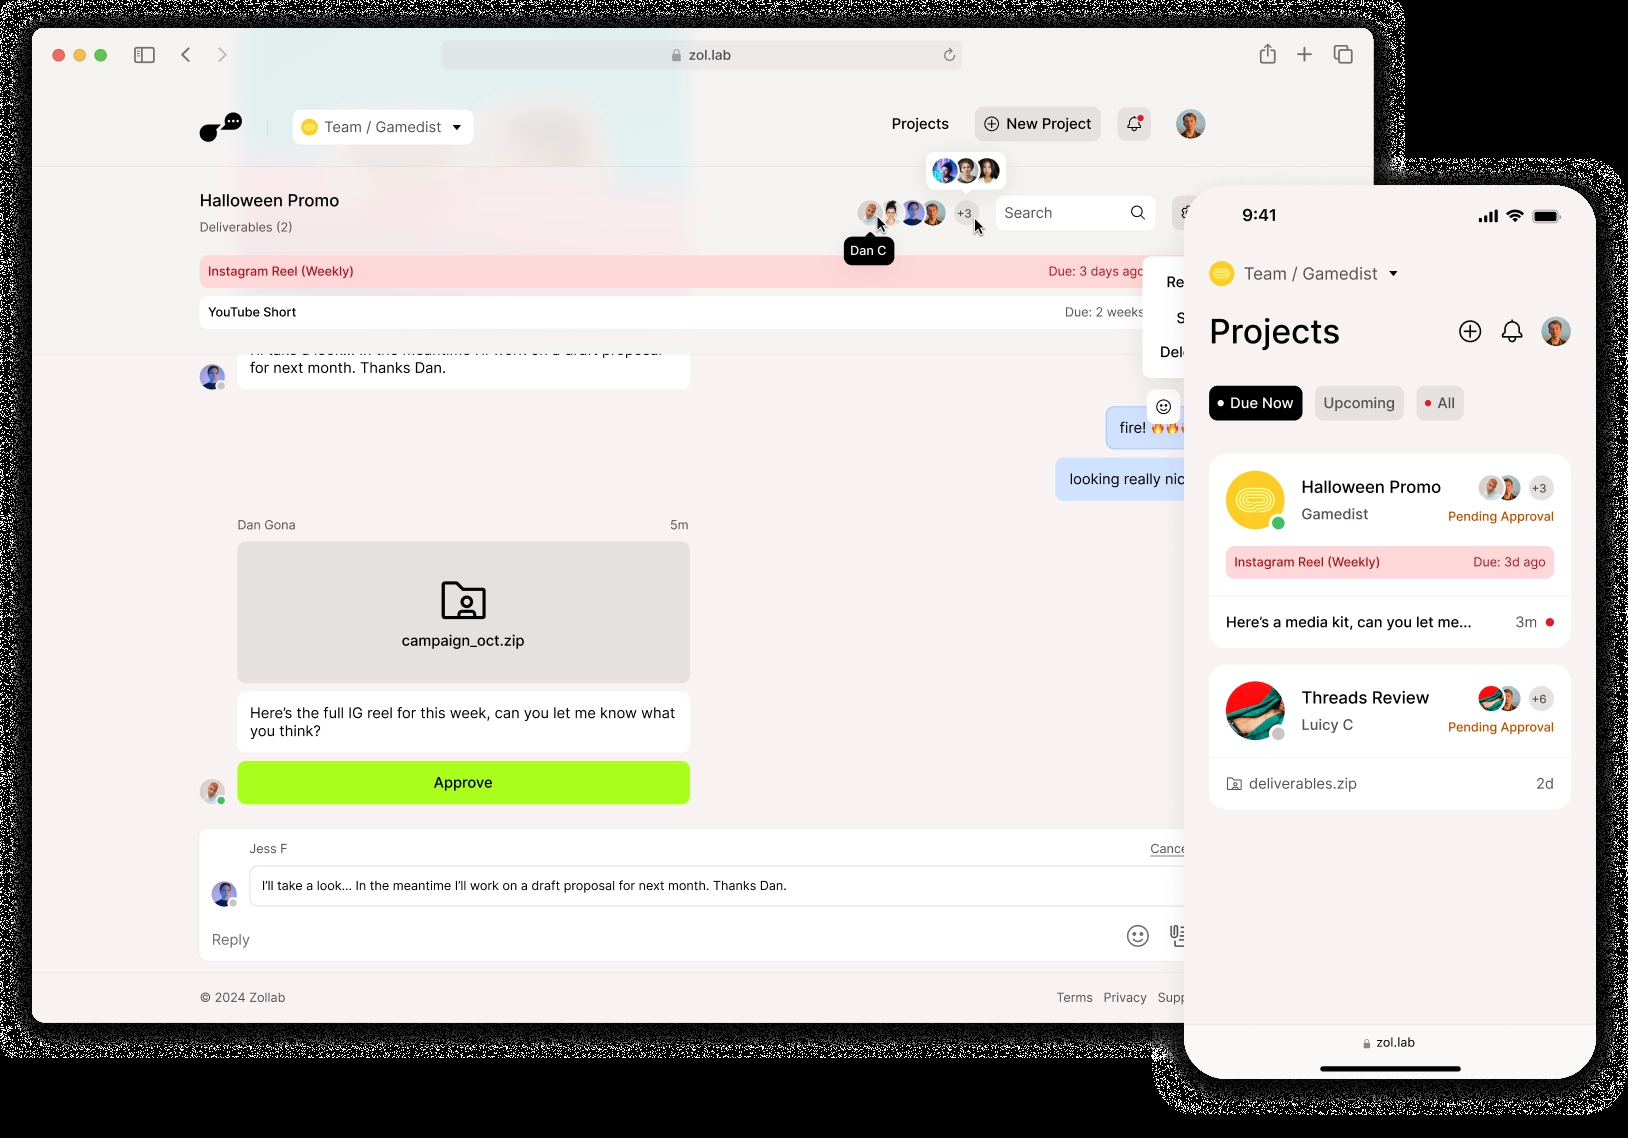 zol.lab
Team / Gamedist
Projects
New Project
Halloween Promo
Deliverables (2)
+3
Search
Dan C
Instagram Reel (Weekly)
Due: 3 days ago
YouTube Short
Due: 2 weeks
for next month. Thanks Dan.
fire! 🔥🔥
looking really
Dan Gona
5m
campaign_oct.zip
Here's the full IG reel for this week, can you let me know what
you think?
Approve
Jess F
I'll take a look... In the meantime I'll work on a draft proposal for next month. Thanks Dan.
Reply
© 2024 Zollab
Terms
Privacy
9:41
Team / Gamedist
Projects
Due Now
Upcoming
All
Halloween Promo
+3
Gamedist
Pending Approval
Instagram Reel (Weekly)
Due: 3d ago
Here's a media kit, can you let me...
3m
Threads Review
+6
Luicy C
Pending Approval
deliverables.zip
2d
zol.lab